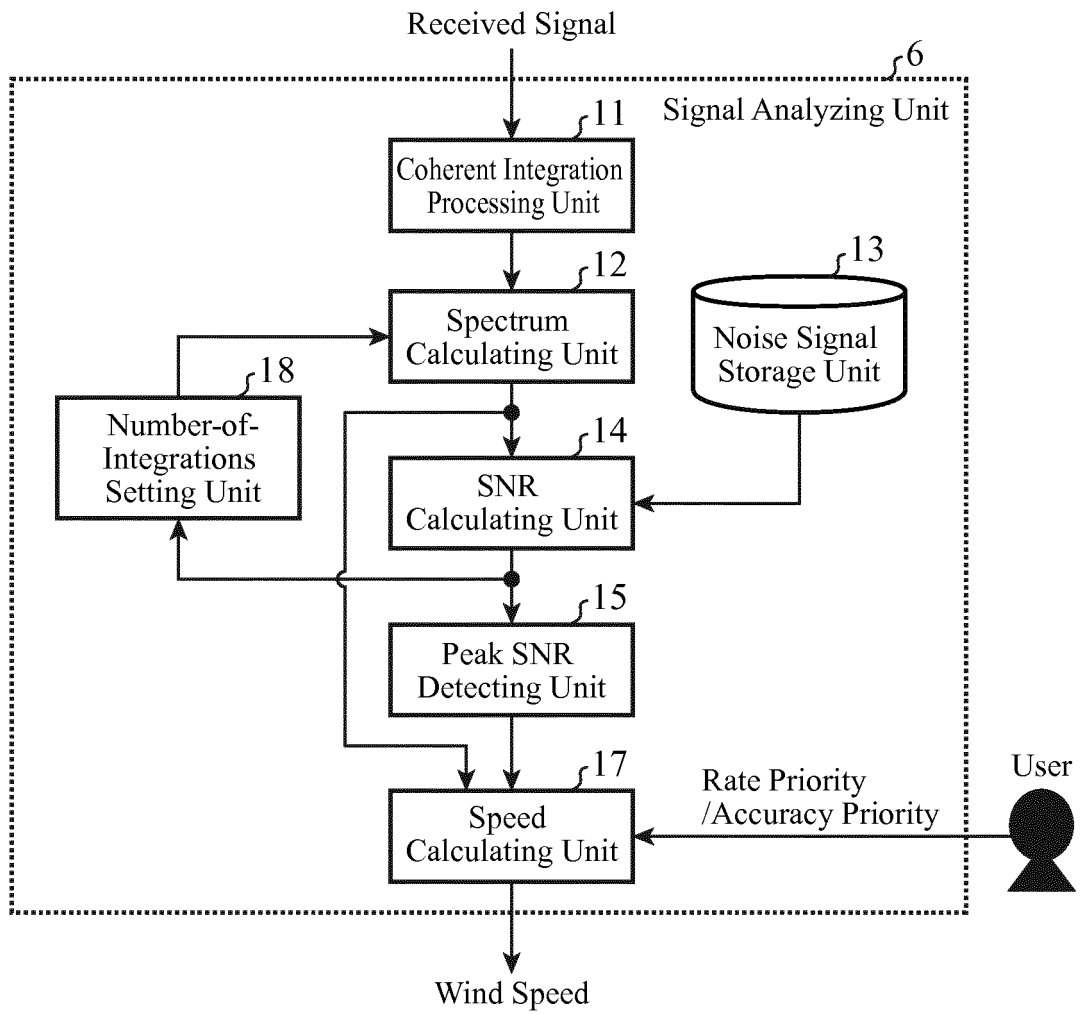 Received Signal
6
Signal Analyzing Unit
11
Coherent Integration
Processing Unit
12
Spectrum
Calculating Unit
13
Noise Signal
Storage Unit
18
Number-of-
Integrations
Setting Unit
14
SNR
Calculating Unit
15
Peak SNR
Detecting Unit
17
Speed
Calculating Unit
Rate Priority
/Accuracy Priority
User
Wind Speed